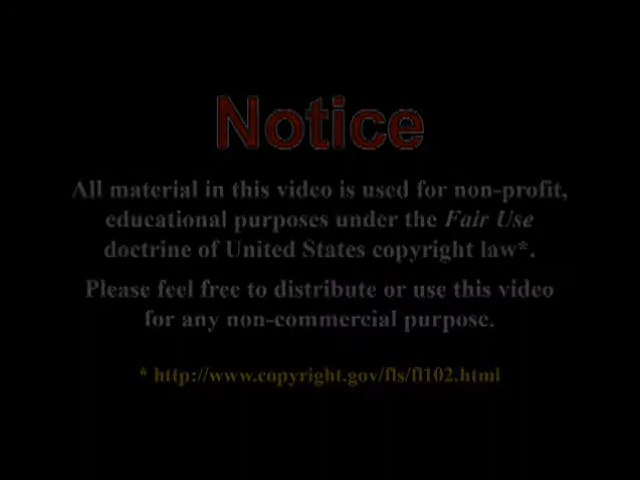 Notice
All material in this video is used for non-profit,
educational purposes under the Fair Use
doctrine of United States copyright law*.
Please feel free to distribute or use this video
for any non-commercial purpose.
* http://www.copyright.gov/fls/fl102.html